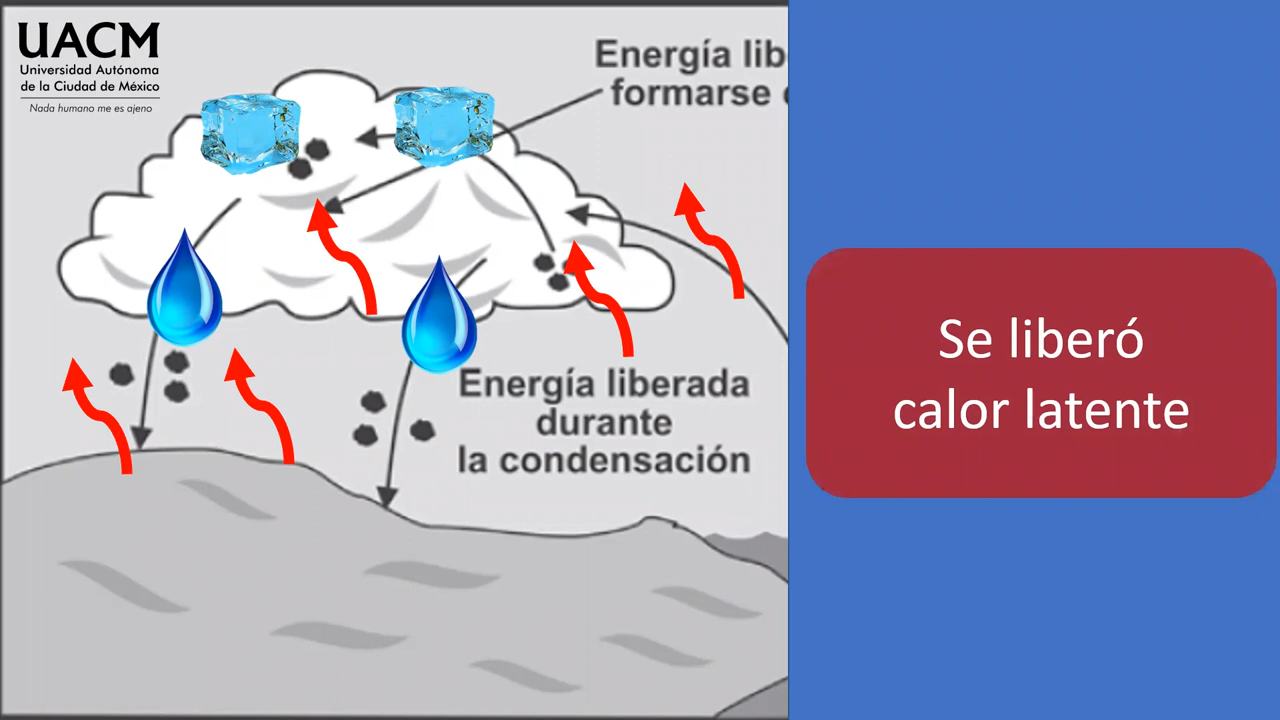 UACM
Universidad Autónoma
de la Ciudad de México
Nada humano me es ajeno
Energía lib
formarse
Energía liberada
durante
la condensación
Se liberó
calor latente